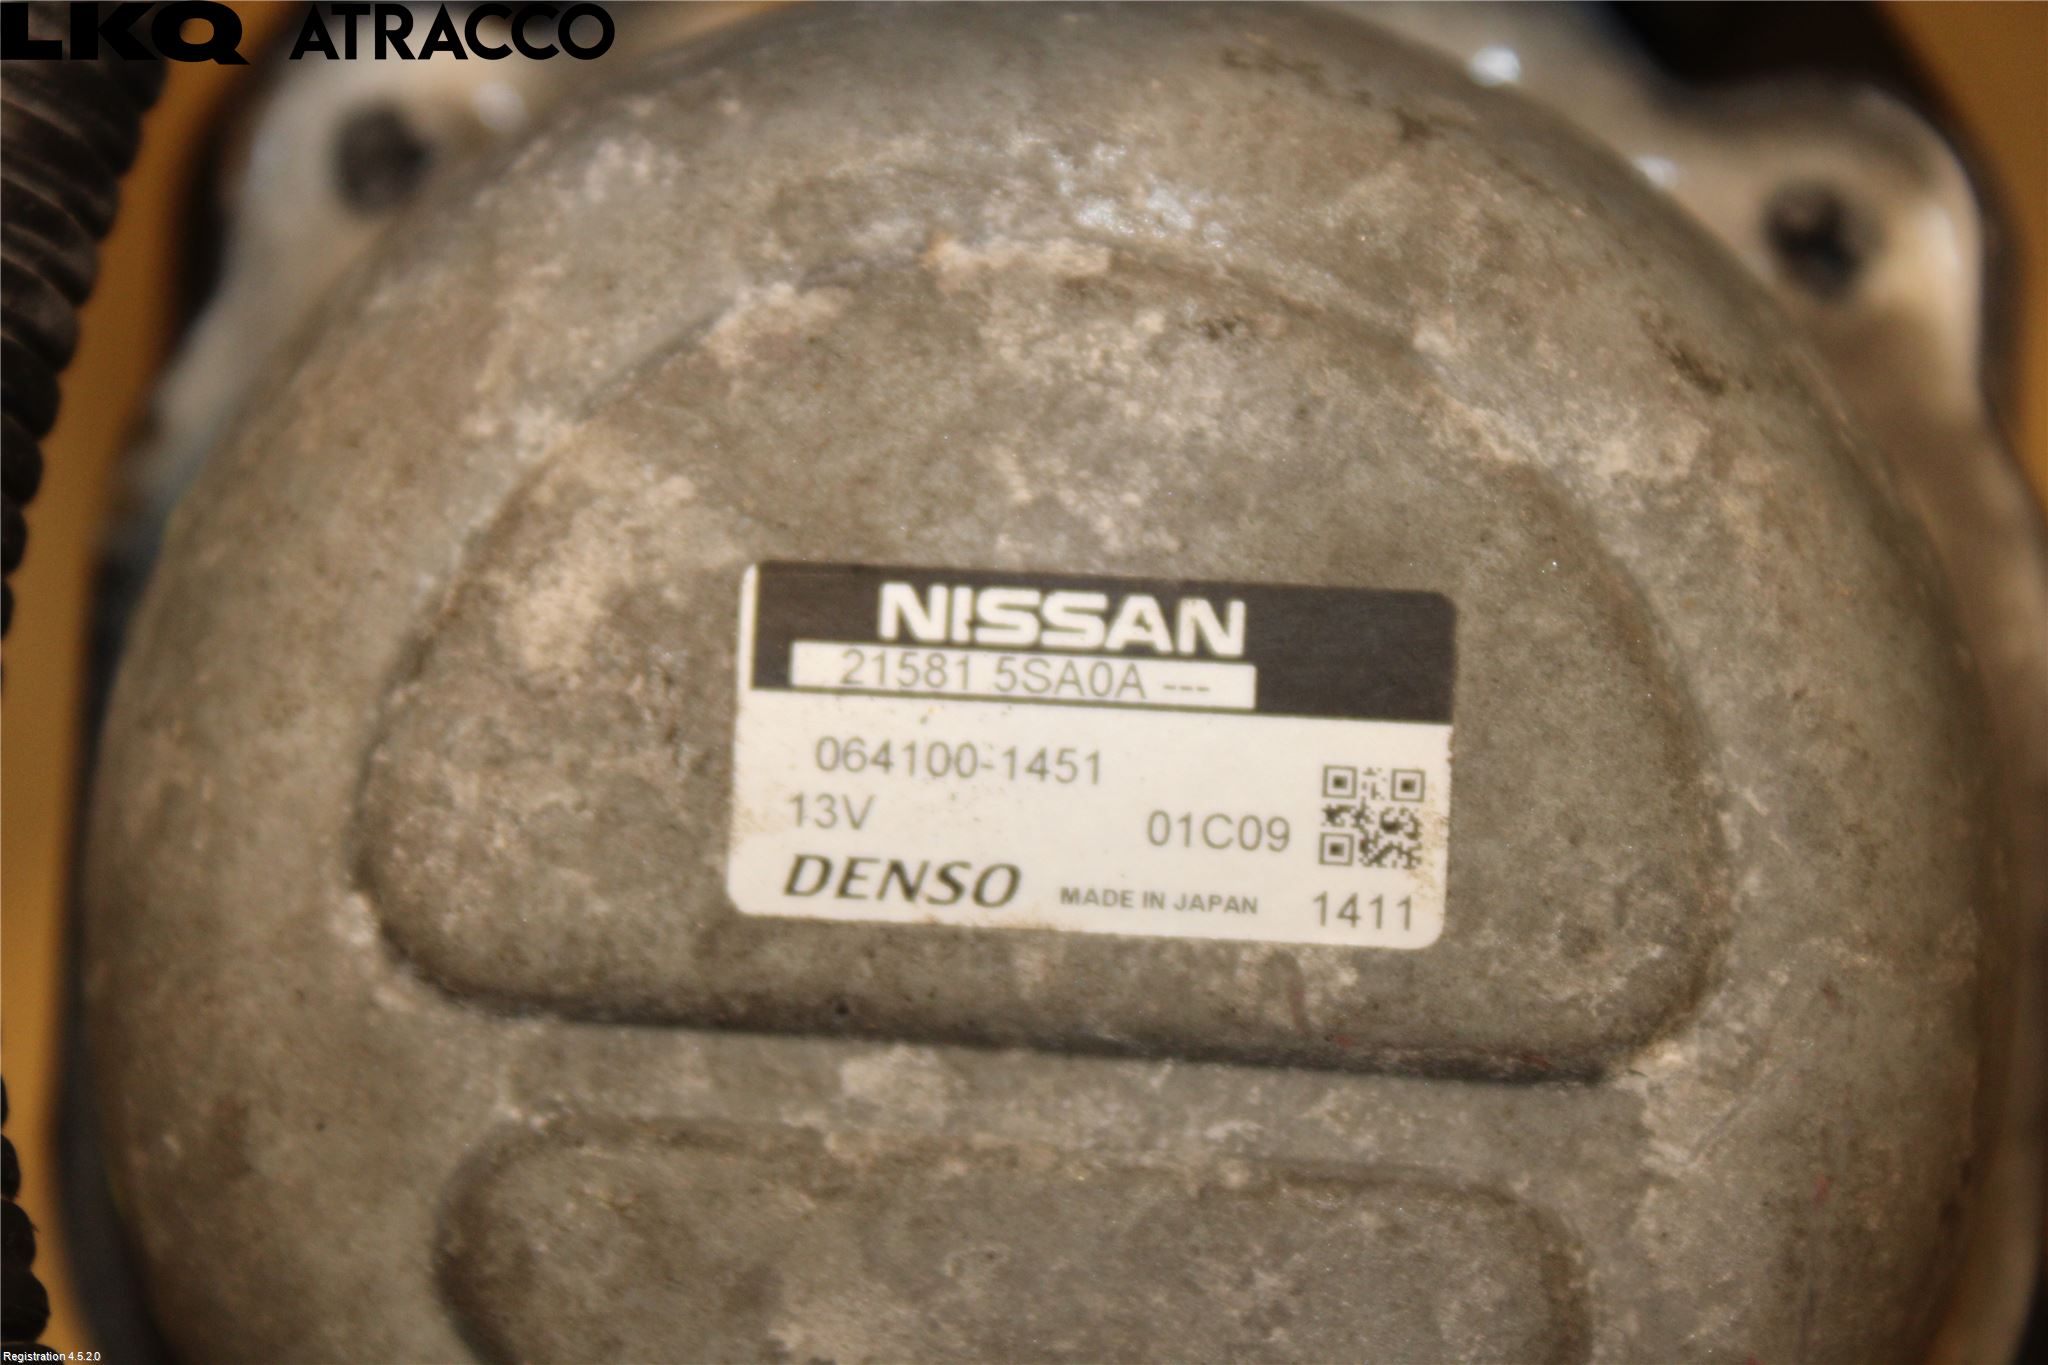 LKQ ATRACCO
NISSAN
21581 5SA0A ---
064100-1451
13V 01C09
DENSO MADE IN JAPAN 1411
Registration 4.5.2.0